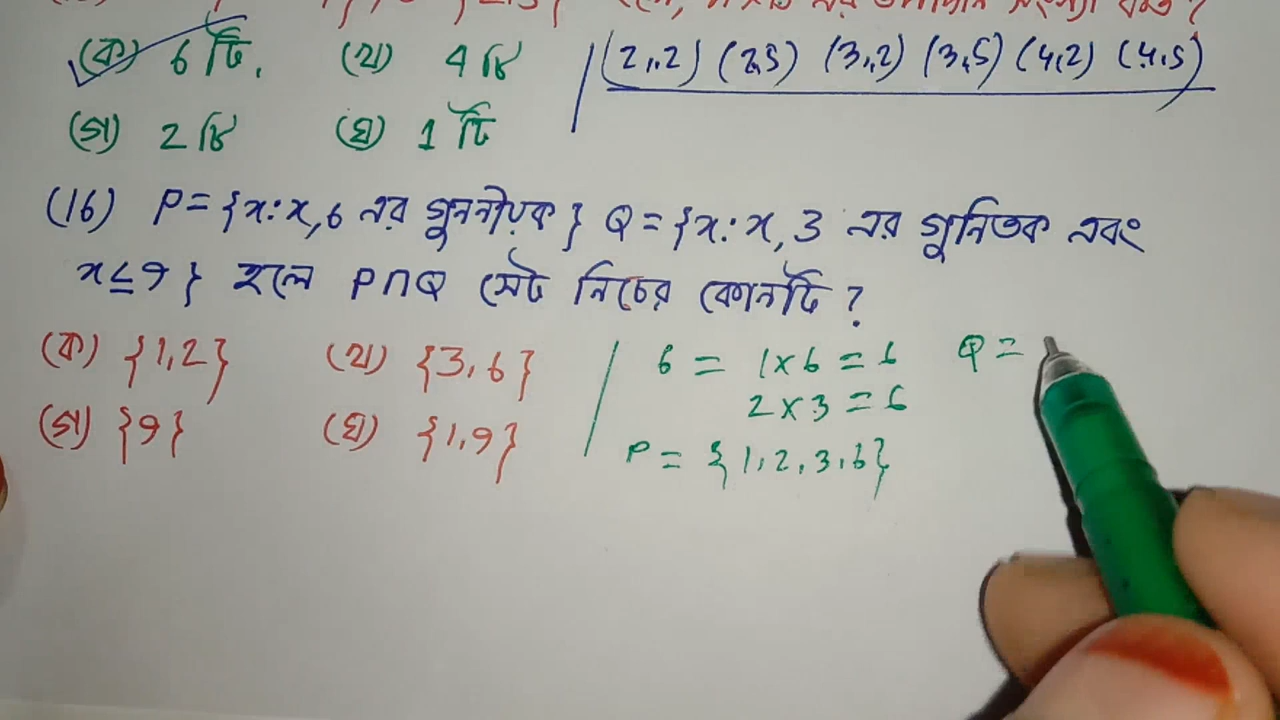 (ক) 6 টি. (খ) 4 টি (2,2) (2,5) (3,2) (3,5) (4,2) (4,5)
(গ) 2 টি (ঘ) 1 টি
(16) P = {x:x, 6 এর গুননীয়ক} Q = {x:x, 3 এর গুনিতক এবং
x ≤ 9} হলে P∩Q সেট নিচের কোনটি ?
(ক) {1,2} (খ) {3,6} 6 = 1×6 = 6 Q =
2×3 = 6
(গ) {9} (ঘ) {1,9} P = {1,2,3,6}